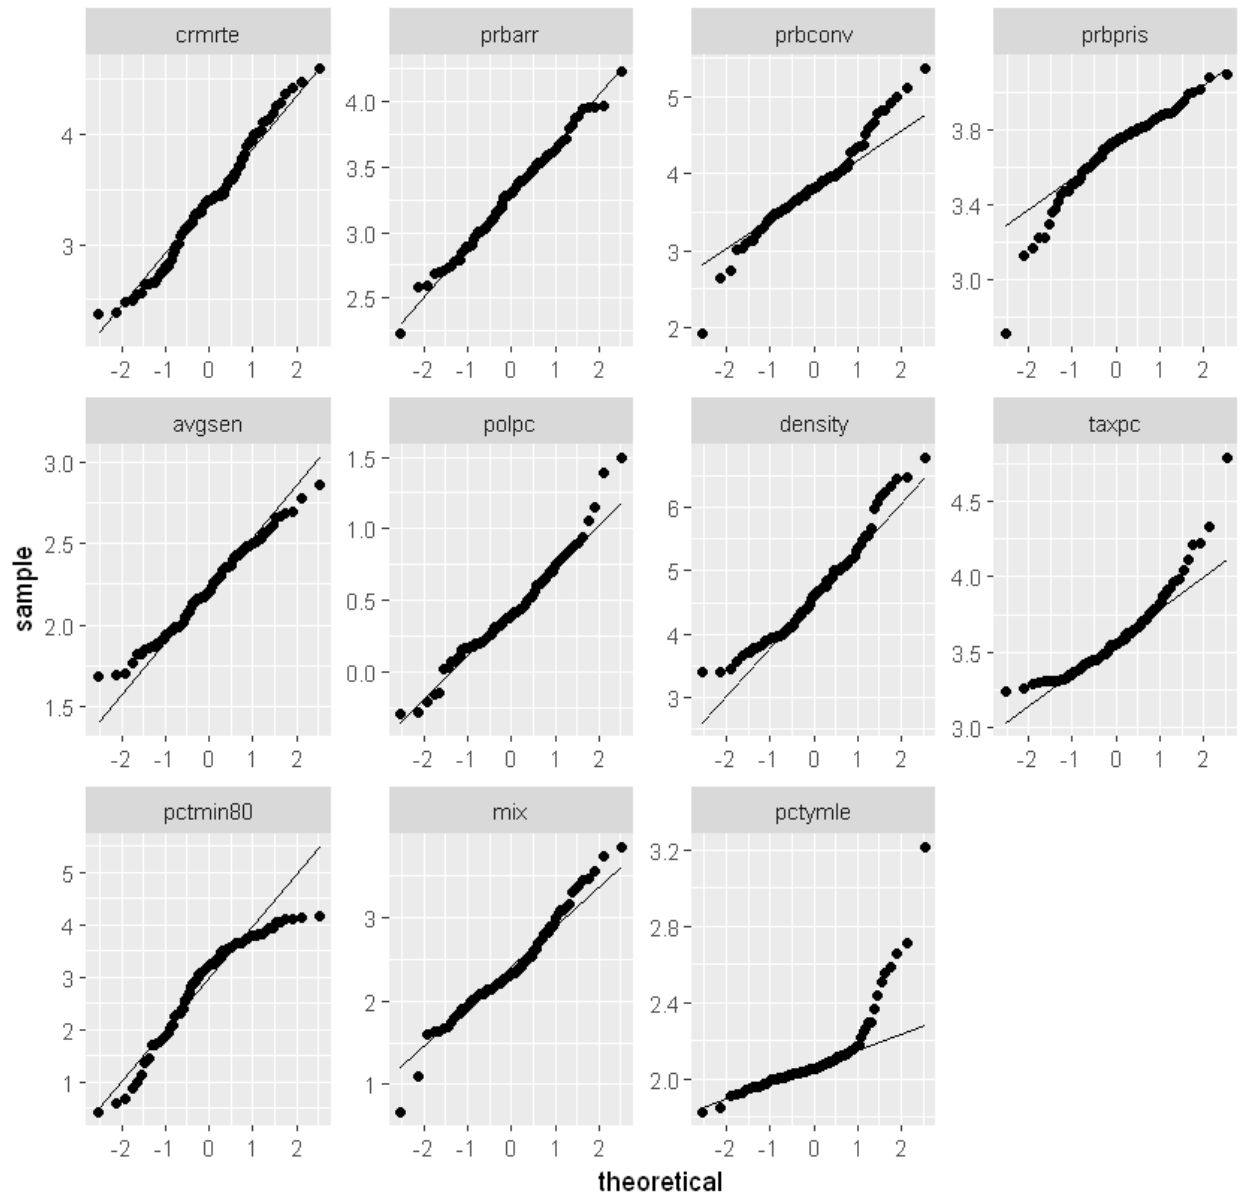 crmrte prbarr prbconv prbpris
4 3
4.0 3.5 3.0 2.5
5 4 3 2
3.8 3.4 3.0
-2 -1 0 1 2 -2 -1 0 1 2 -2 -1 0 1 2 -2 -1 0 1 2
avgsen polpc density taxpc
3.0 2.5 2.0 1.5
1.5 1.0 0.5 0.0
6 5 4 3
4.5 4.0 3.5 3.0
-2 -1 0 1 2 -2 -1 0 1 2 -2 -1 0 1 2 -2 -1 0 1 2
sample
pctmin80 mix pctymle
5 4 3 2 1
3 2 1
3.2 2.8 2.4 2.0
-2 -1 0 1 2 -2 -1 0 1 2 -2 -1 0 1 2
theoretical